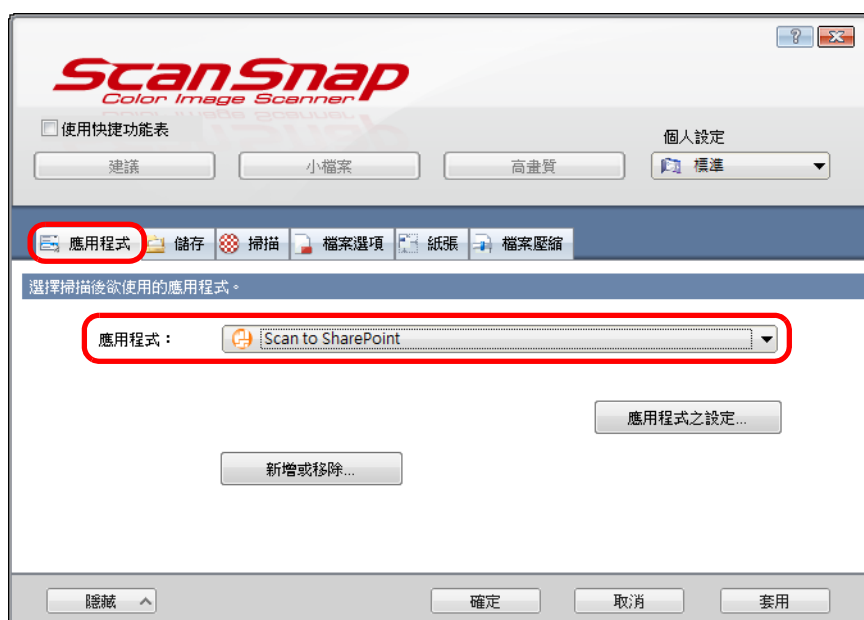 ScanSnap
Color Image Scanner
使用快捷功能表
個人設定
建議 小檔案 高畫質 標準
應用程式 儲存 掃描 檔案選項 紙張 檔案壓縮
選擇掃描後欲使用的應用程式。
應用程式： Scan to SharePoint
應用程式之設定...
新增或移除...
隱藏 確定 取消 套用